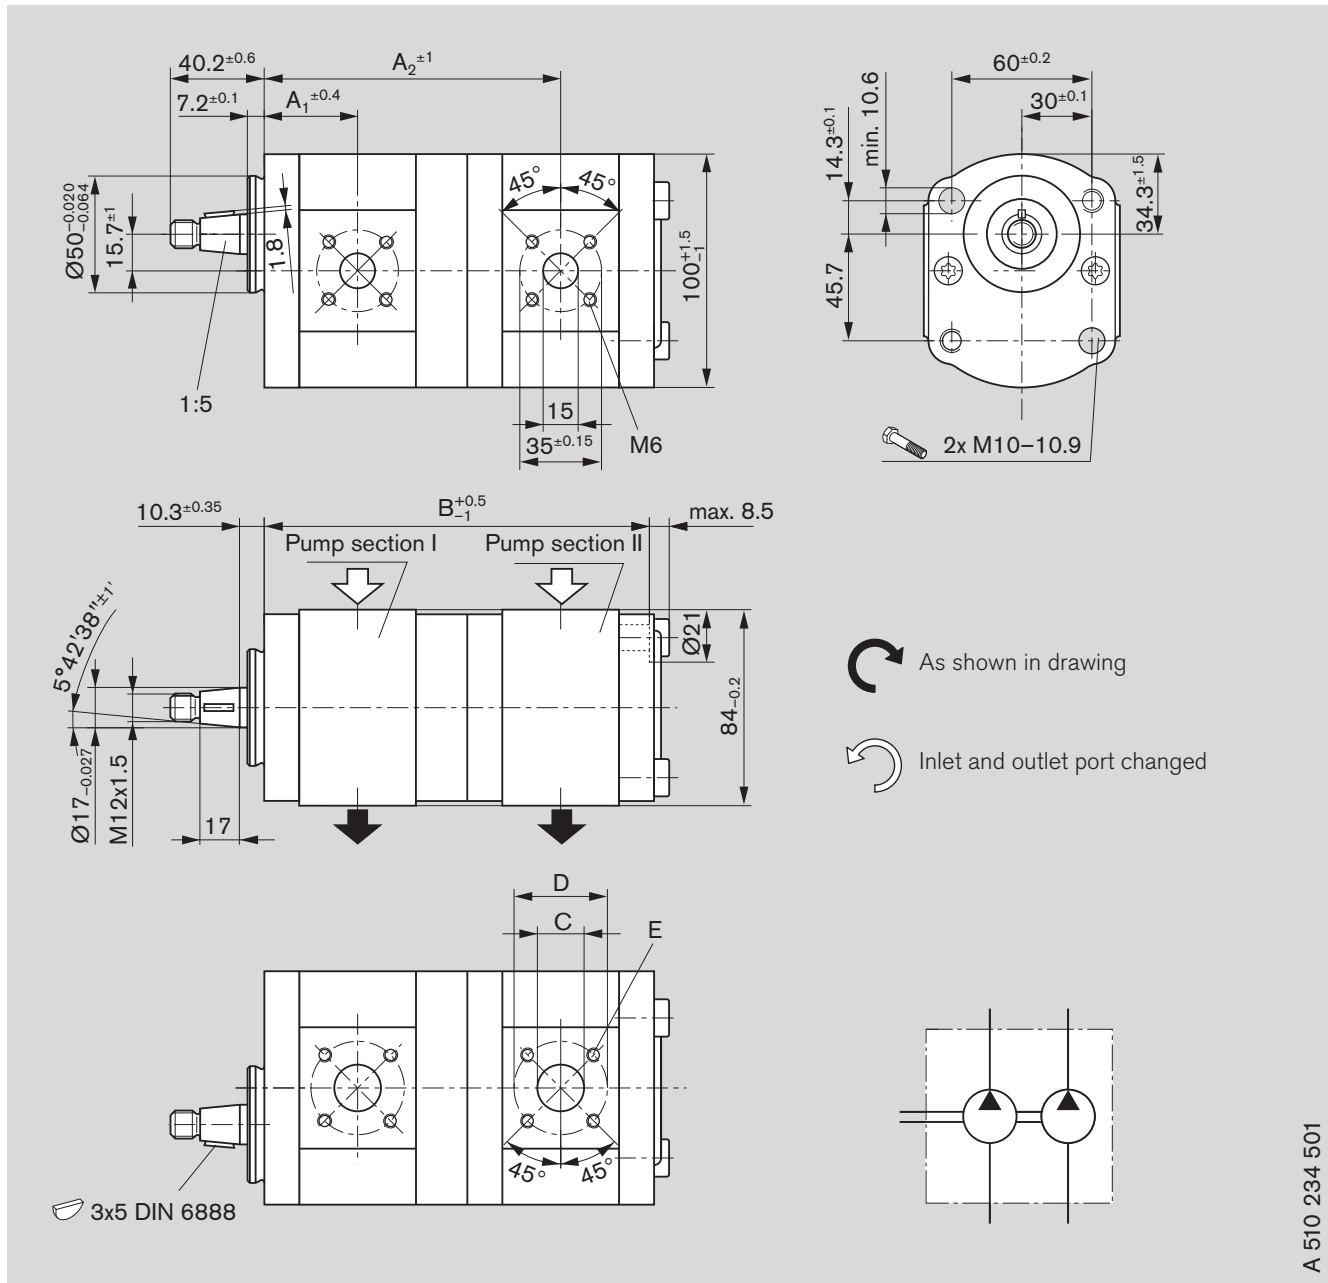 40.2±0.6
A₂±1
7.2±0.1
A₁±0.4
Ø50−0.020 −0.064
15.7±1
1.8
45°
45°
100+1.5 −1
1:5
15
35±0.15
M6
60±0.2
30±0.1
min. 10.6
14.3±0.1
34.3±1.5
45.7
2x M10–10.9
10.3±0.35
B+0.5 −1
max. 8.5
Pump section I
Pump section II
5°42'38"±1'
Ø21
84−0.2
Ø17−0.027
M12x1.5
17
As shown in drawing
Inlet and outlet port changed
D
C
E
45°
45°
3x5 DIN 6888
A 510 234 501